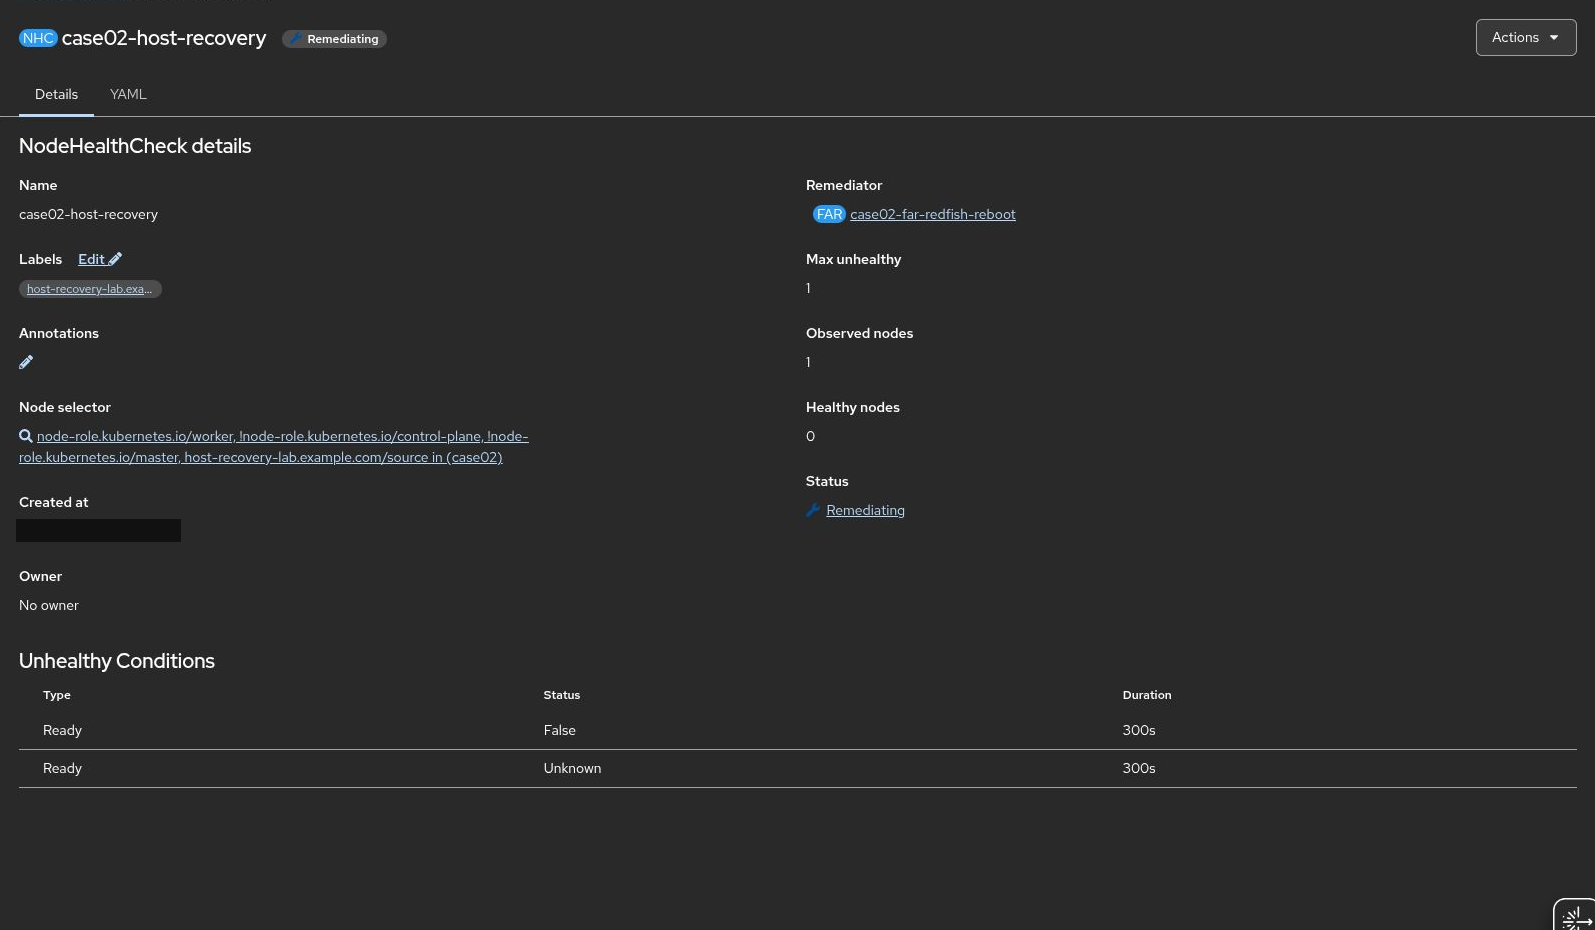 NHC case02-host-recovery Remediating
Actions
Details YAML
NodeHealthCheck details
Name
case02-host-recovery
Labels Edit
host-recovery-lab.exa...
Annotations
Node selector
node-role.kubernetes.io/worker, !node-role.kubernetes.io/control-plane, !node-
role.kubernetes.io/master, host-recovery-lab.example.com/source in (case02)
Created at
Owner
No owner
Remediator
FAR case02-far-redfish-reboot
Max unhealthy
1
Observed nodes
1
Healthy nodes
0
Status
Remediating
Unhealthy Conditions
Type Status Duration
Ready False 300s
Ready Unknown 300s